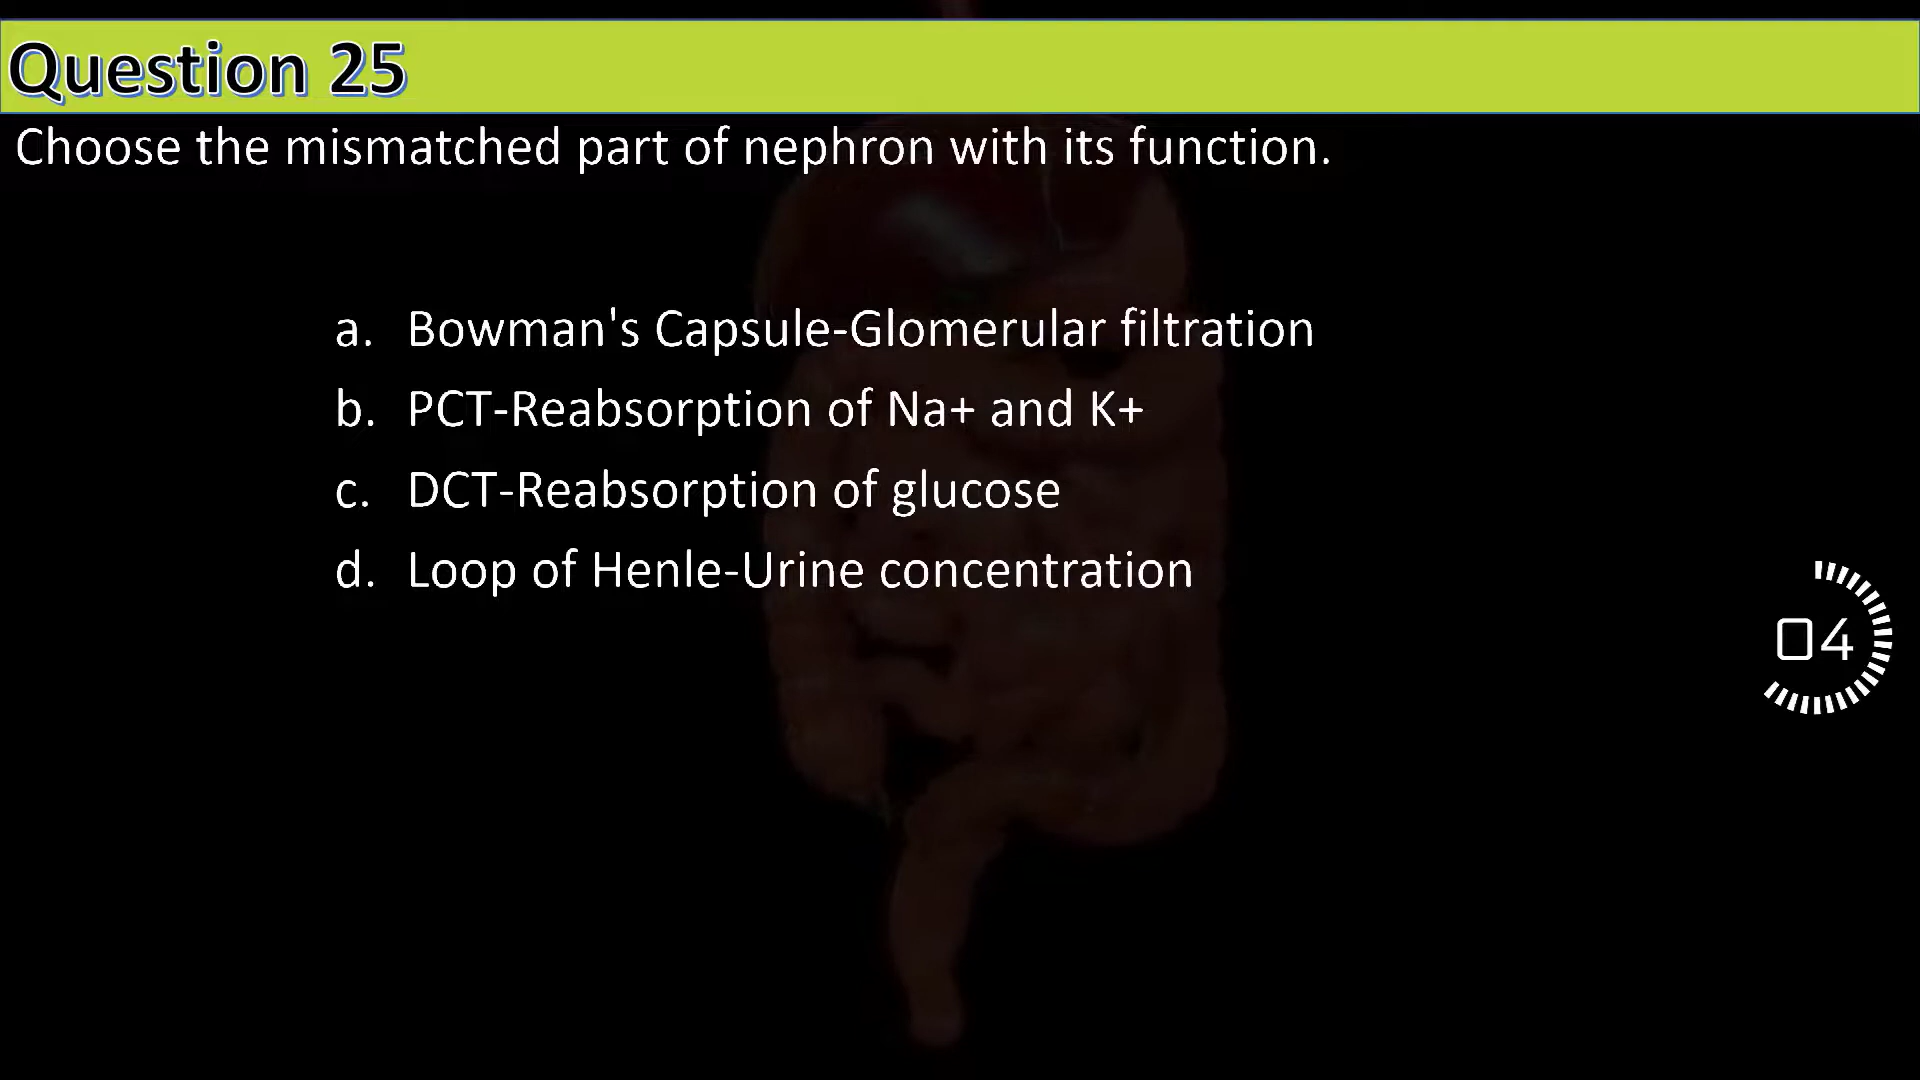 Question 25
Choose the mismatched part of nephron with its function.
a. Bowman's Capsule-Glomerular filtration
b. PCT-Reabsorption of Na+ and K+
c. DCT-Reabsorption of glucose
d. Loop of Henle-Urine concentration
04